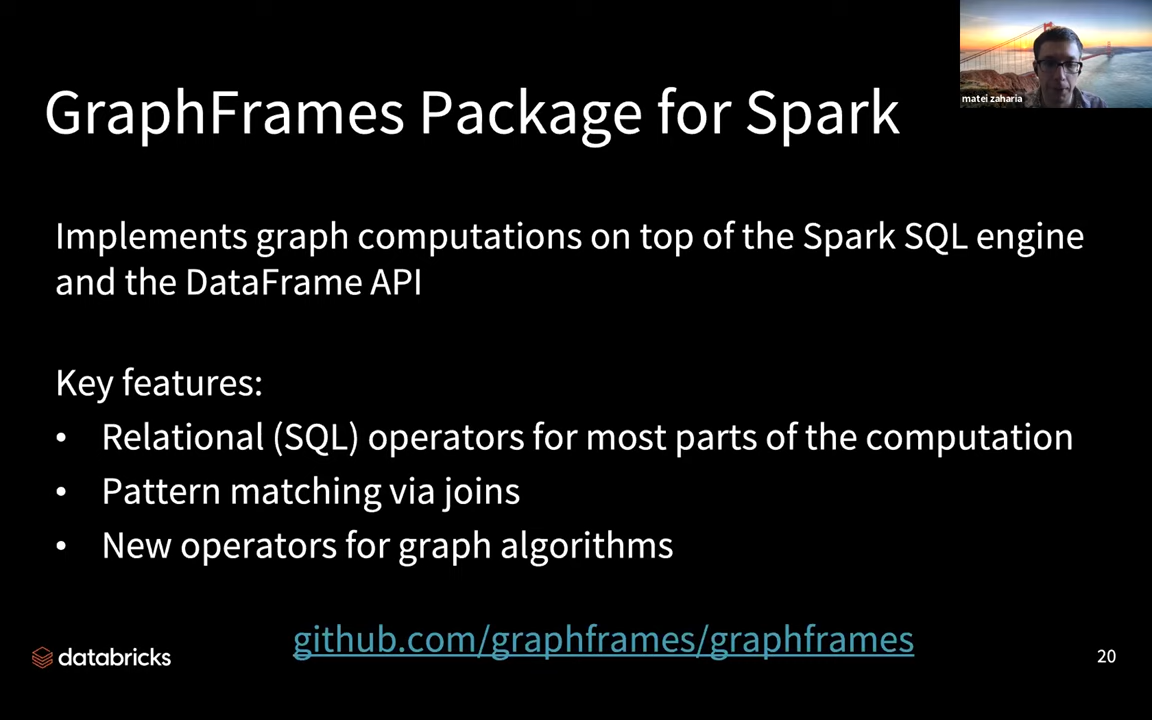 matei zaharia
GraphFrames Package for Spark
Implements graph computations on top of the Spark SQL engine
and the DataFrame API
Key features:
• Relational (SQL) operators for most parts of the computation
• Pattern matching via joins
• New operators for graph algorithms
github.com/graphframes/graphframes
databricks
20